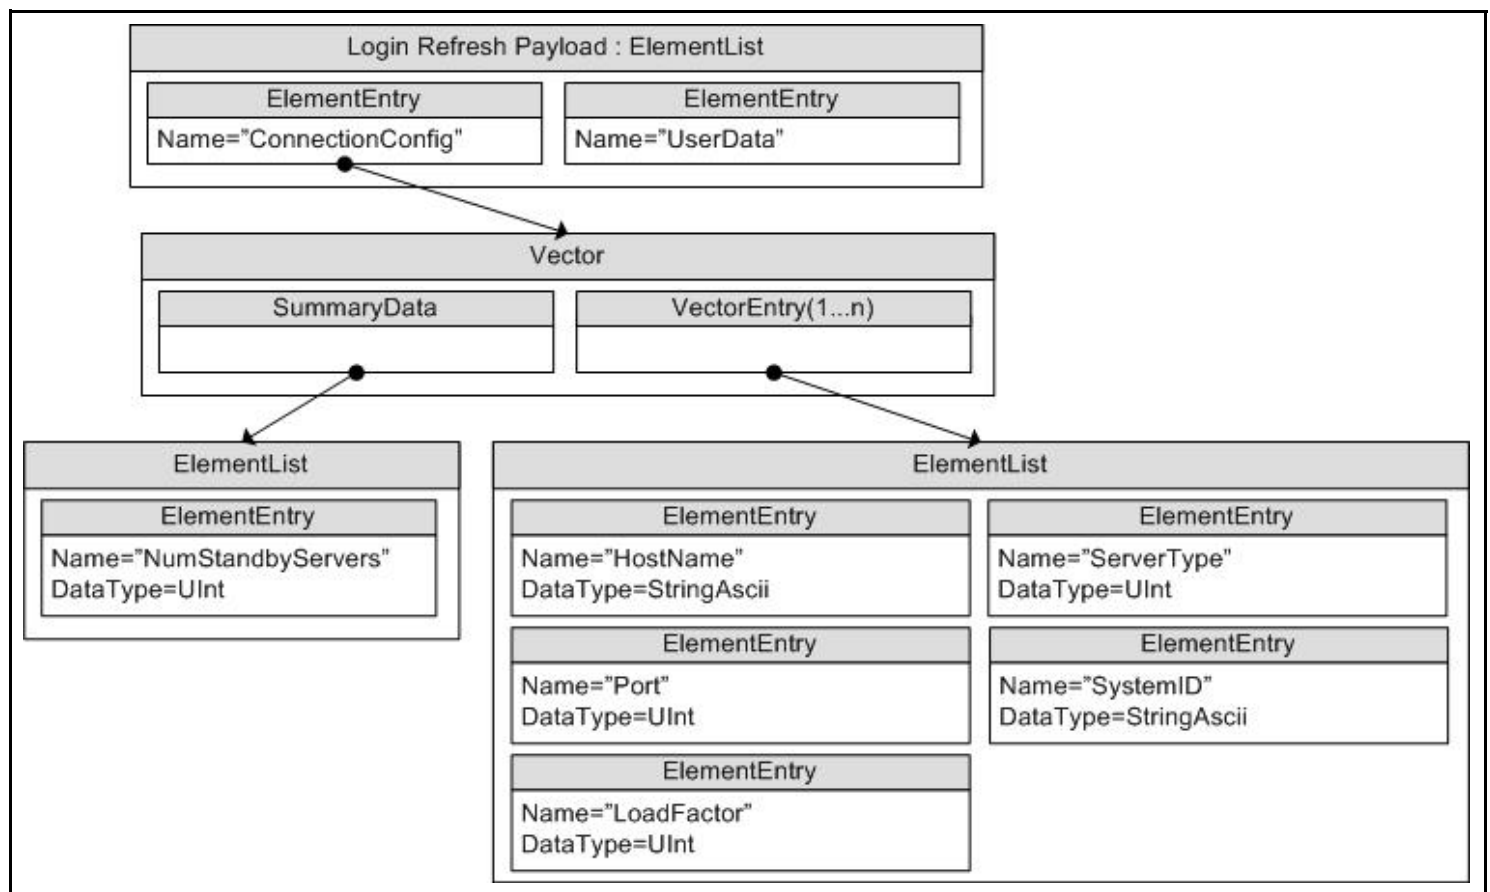 Login Refresh Payload : ElementList
ElementEntry
Name=”ConnectionConfig”
ElementEntry
Name=”UserData”
Vector
SummaryData
VectorEntry(1...n)
ElementList
ElementEntry
Name=”NumStandbyServers”
DataType=UInt
ElementList
ElementEntry
Name=”HostName”
DataType=StringAscii
ElementEntry
Name=”ServerType”
DataType=UInt
ElementEntry
Name=”Port”
DataType=UInt
ElementEntry
Name=”SystemID”
DataType=StringAscii
ElementEntry
Name=”LoadFactor”
DataType=UInt